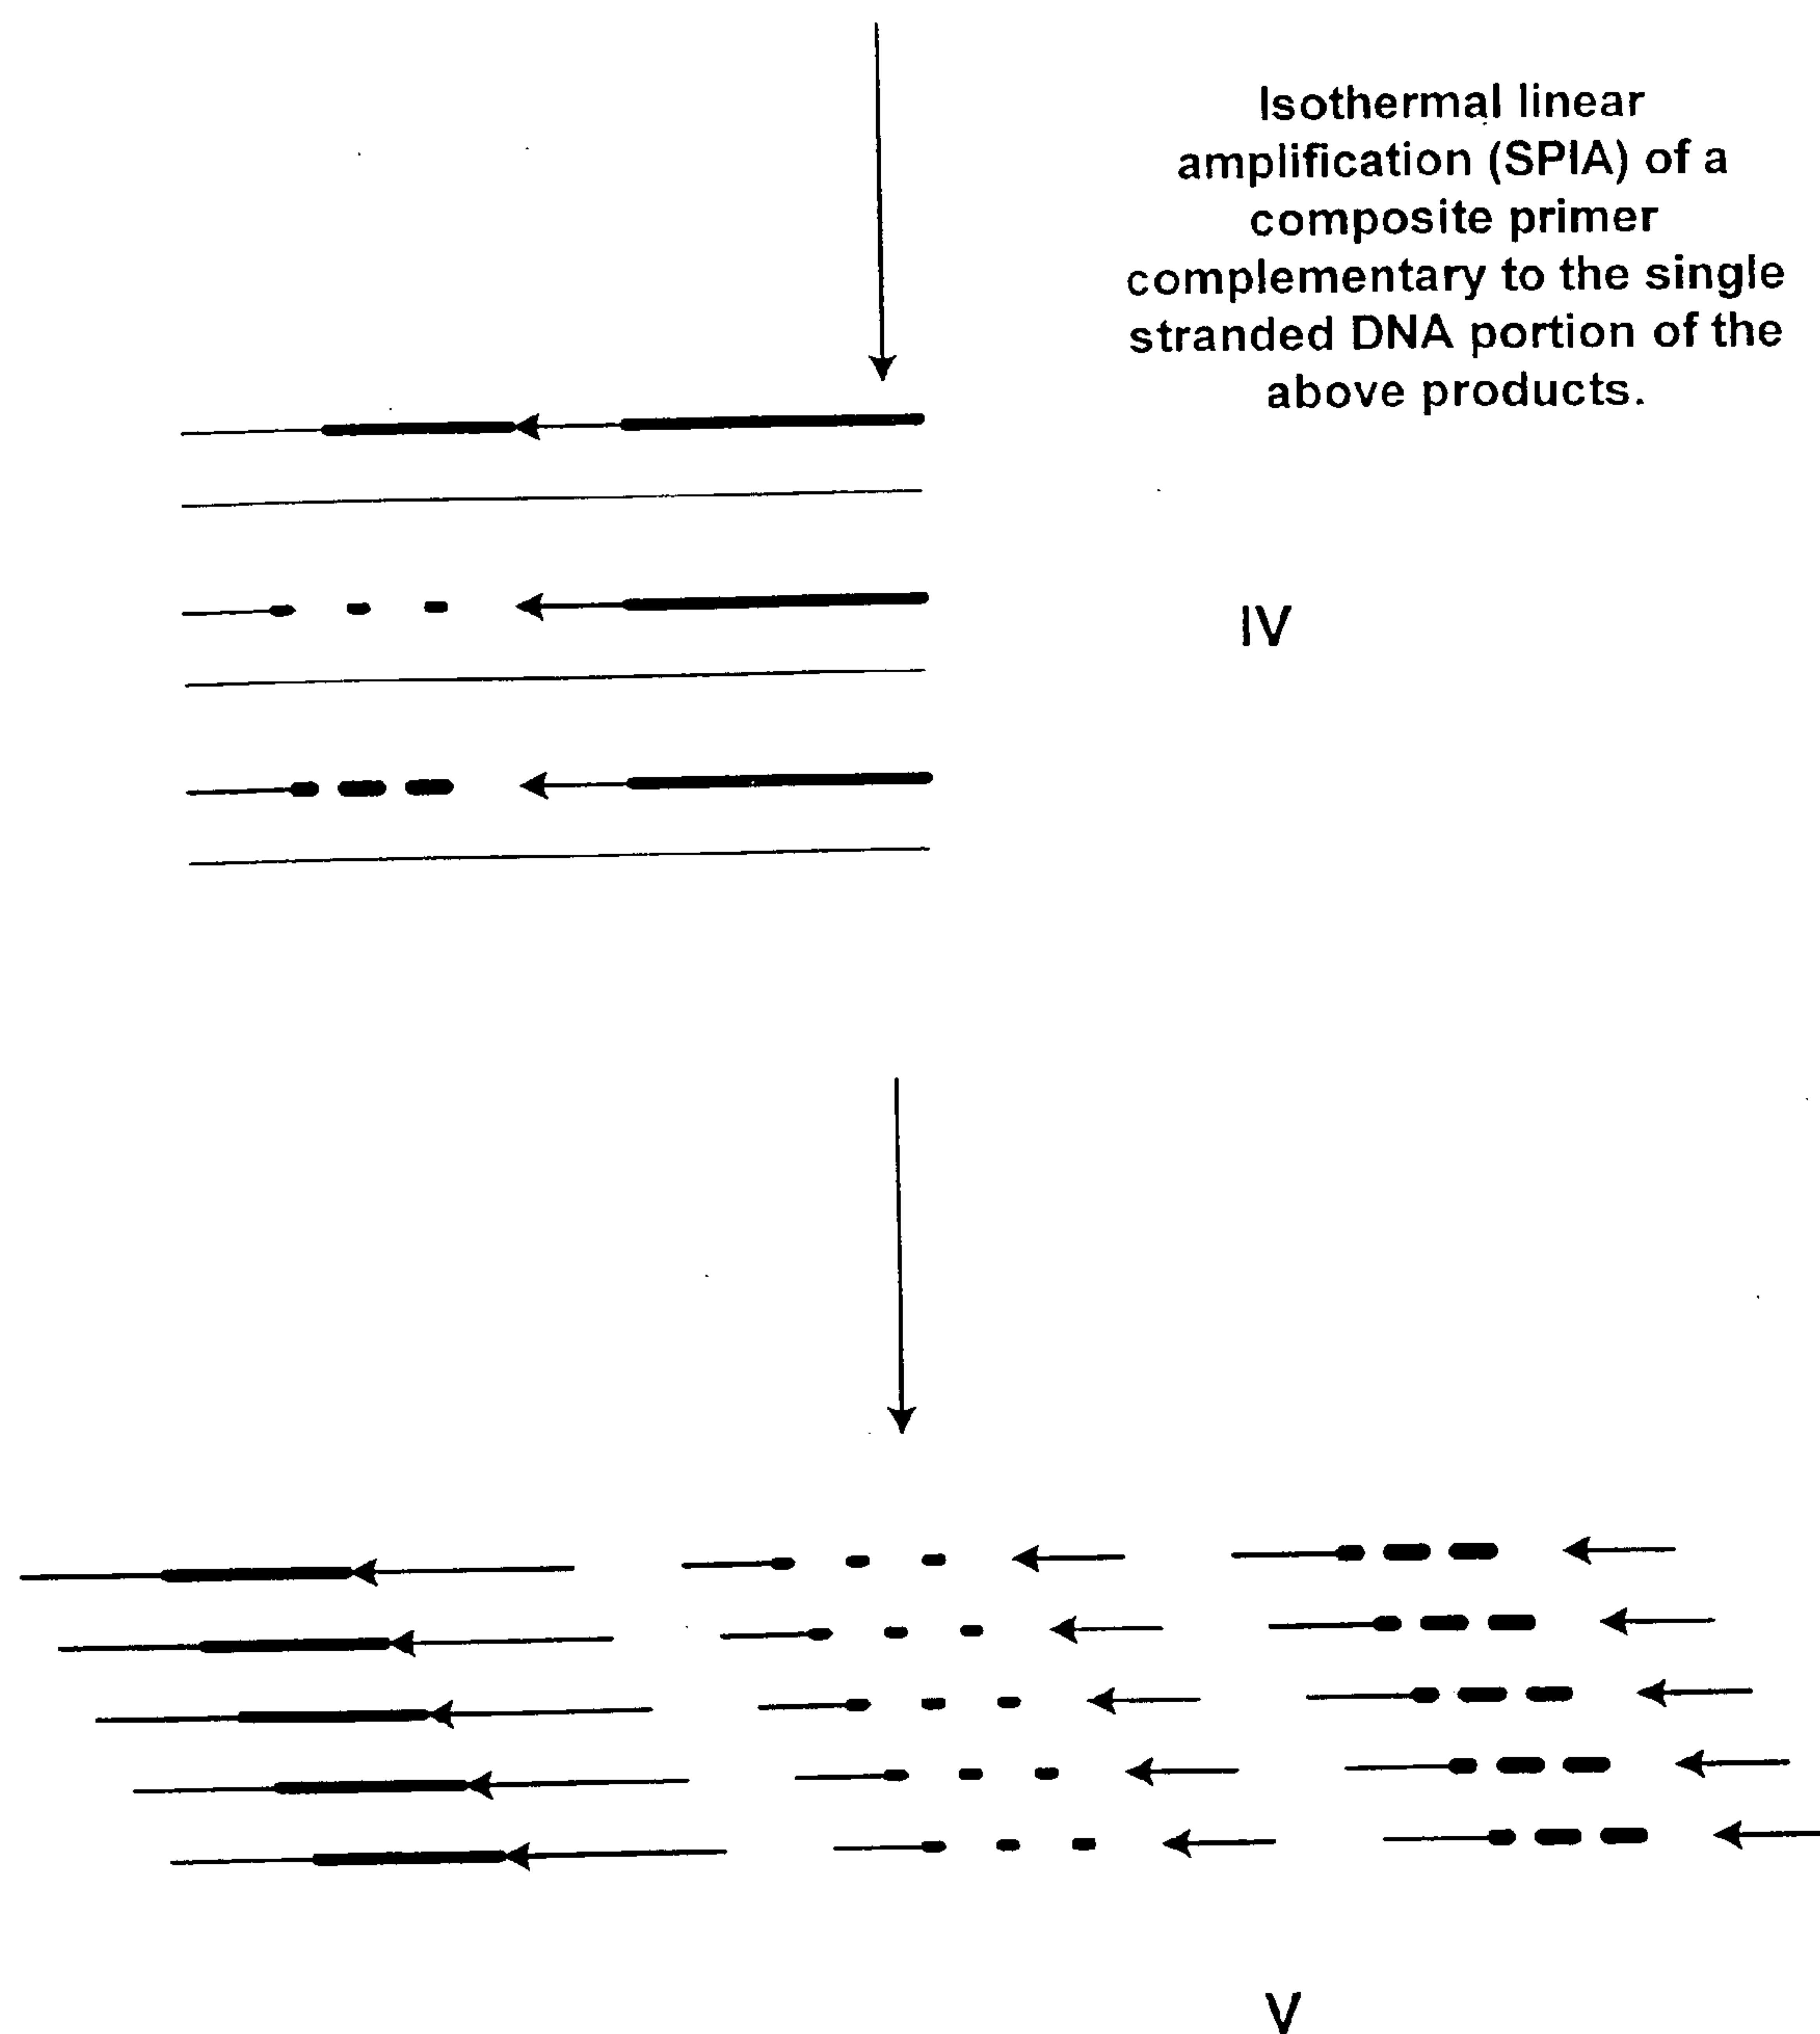 Isothermal linear
amplification (SPIA) of a
composite primer
complementary to the single
stranded DNA portion of the
above products.
IV
V